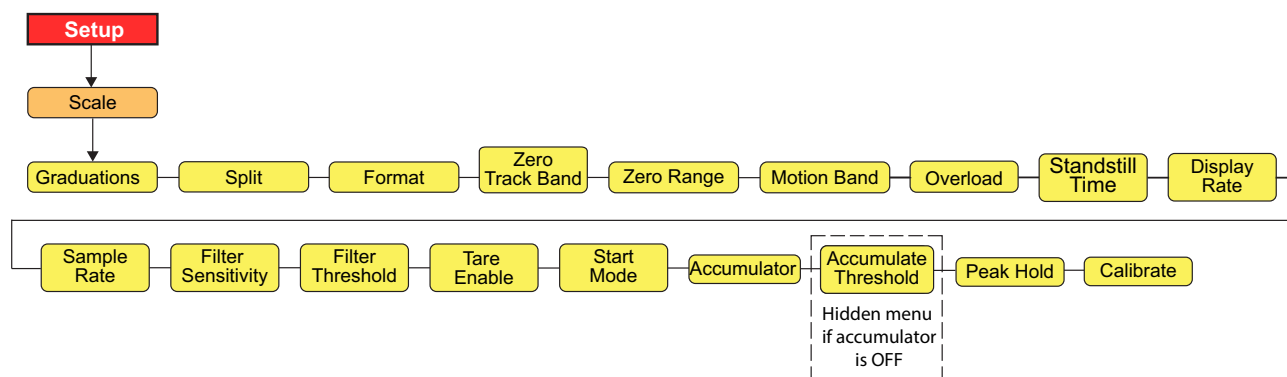 Setup
Scale
Graduations
Split
Format
Zero
Track Band
Zero Range
Motion Band
Overload
Standstill
Time
Display
Rate
Sample
Rate
Filter
Sensitivity
Filter
Threshold
Tare
Enable
Start
Mode
Accumulator
Accumulate
Threshold
Peak Hold
Calibrate
Hidden menu
if accumulator
is OFF